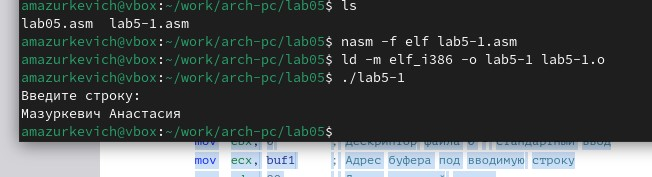 amazurkevich@vbox:~/work/arch-pc/lab05$ ls
lab05.asm  lab5-1.asm
amazurkevich@vbox:~/work/arch-pc/lab05$ nasm -f elf lab5-1.asm
amazurkevich@vbox:~/work/arch-pc/lab05$ ld -m elf_i386 -o lab5-1 lab5-1.o
amazurkevich@vbox:~/work/arch-pc/lab05$ ./lab5-1
Введите строку:
Мазуркевич Анастасия
amazurkevich@vbox:~/work/arch-pc/lab05$
mov ebx, 0 ; Дескриптор файла 0 - стандартный ввод
mov ecx, buf1 ; Адрес буфера под вводимую строку